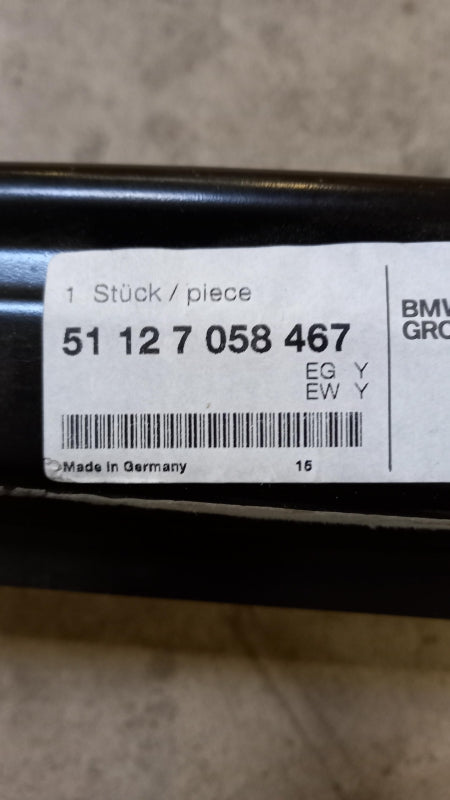 1 Stück / piece
51 12 7 058 467
EG Y
EW Y
Made in Germany 15